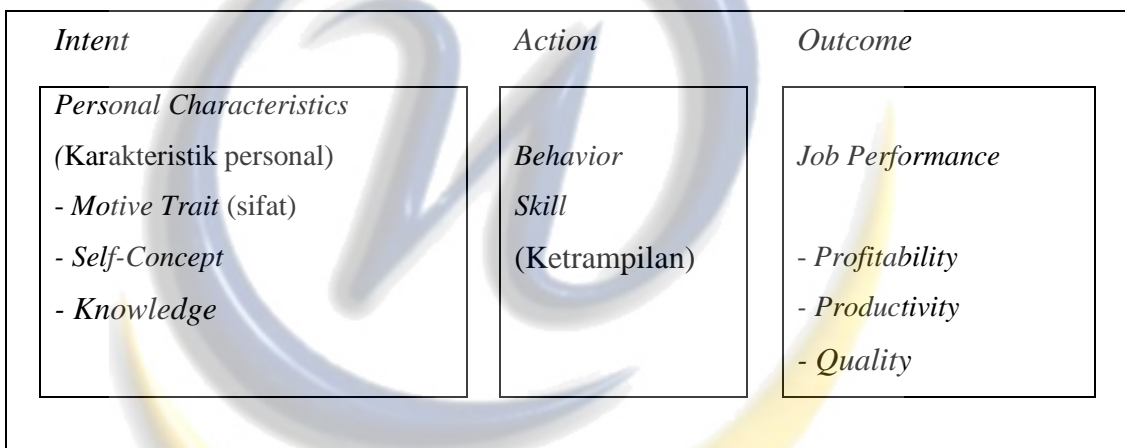 Intent
Action
Outcome
Personal Characteristics
(Karakteristik personal)
- Motive Trait (sifat)
- Self-Concept
- Knowledge
Behavior
Skill
(Ketrampilan)
Job Performance
- Profitability
- Productivity
- Quality